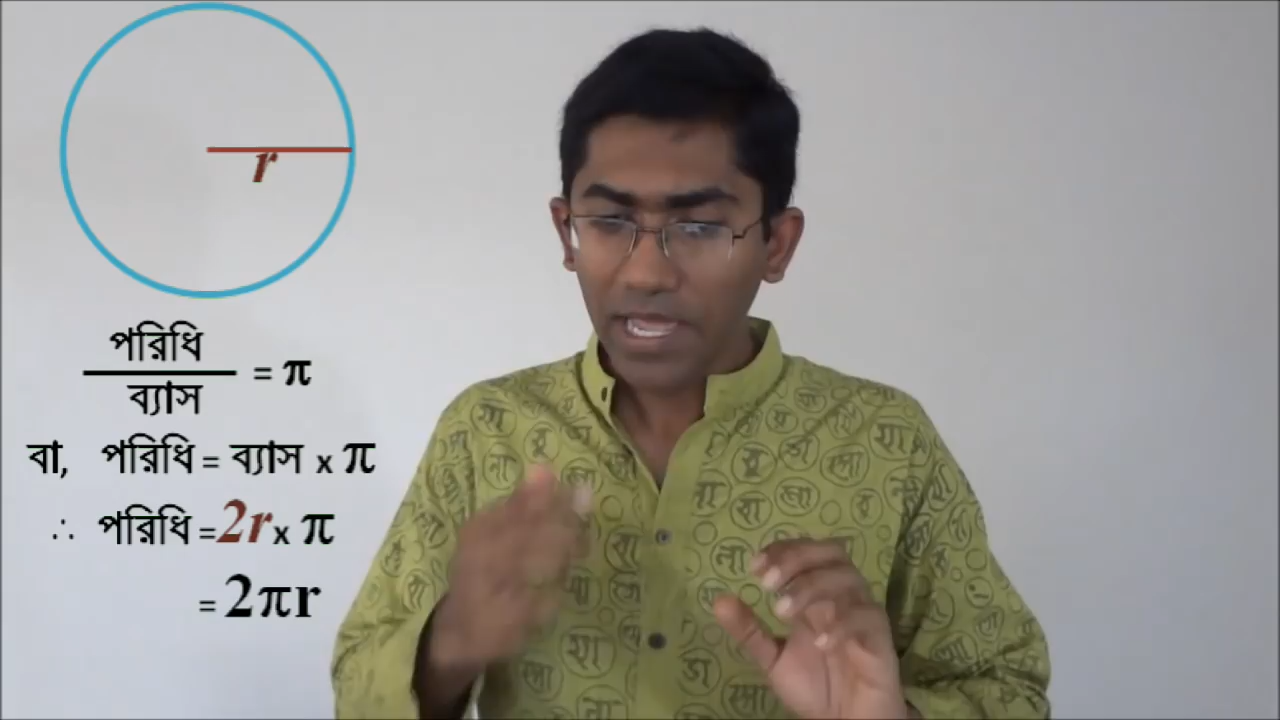 r
পরিধি
ব্যাস
= π
বা, পরিধি = ব্যাস x π
∴ পরিধি = 2r x π
= 2πr